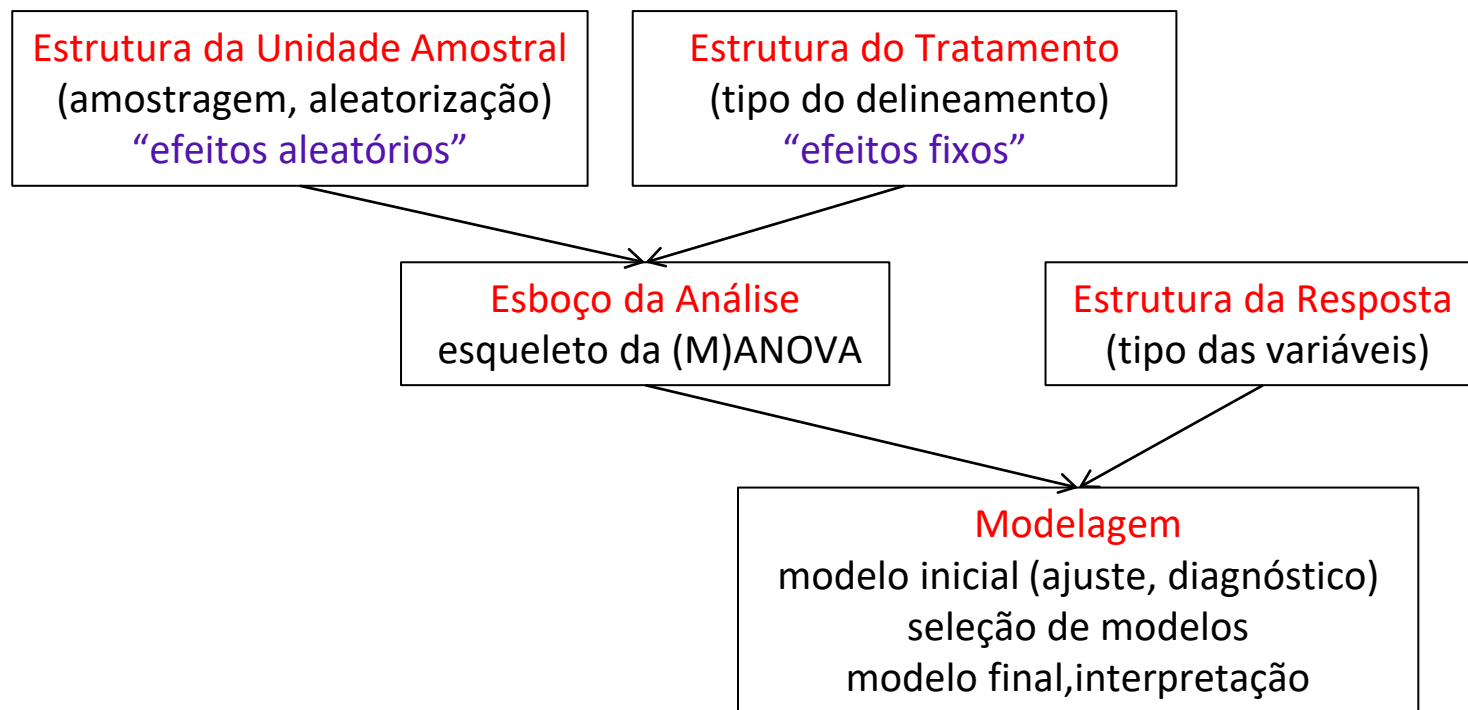 Estrutura da Unidade Amostral
(amostragem, aleatorização)
“efeitos aleatórios”
Estrutura do Tratamento
(tipo do delineamento)
“efeitos fixos”
Esboço da Análise
esqueleto da (M)ANOVA
Estrutura da Resposta
(tipo das variáveis)
Modelagem
modelo inicial (ajuste, diagnóstico)
seleção de modelos
modelo final,interpretação